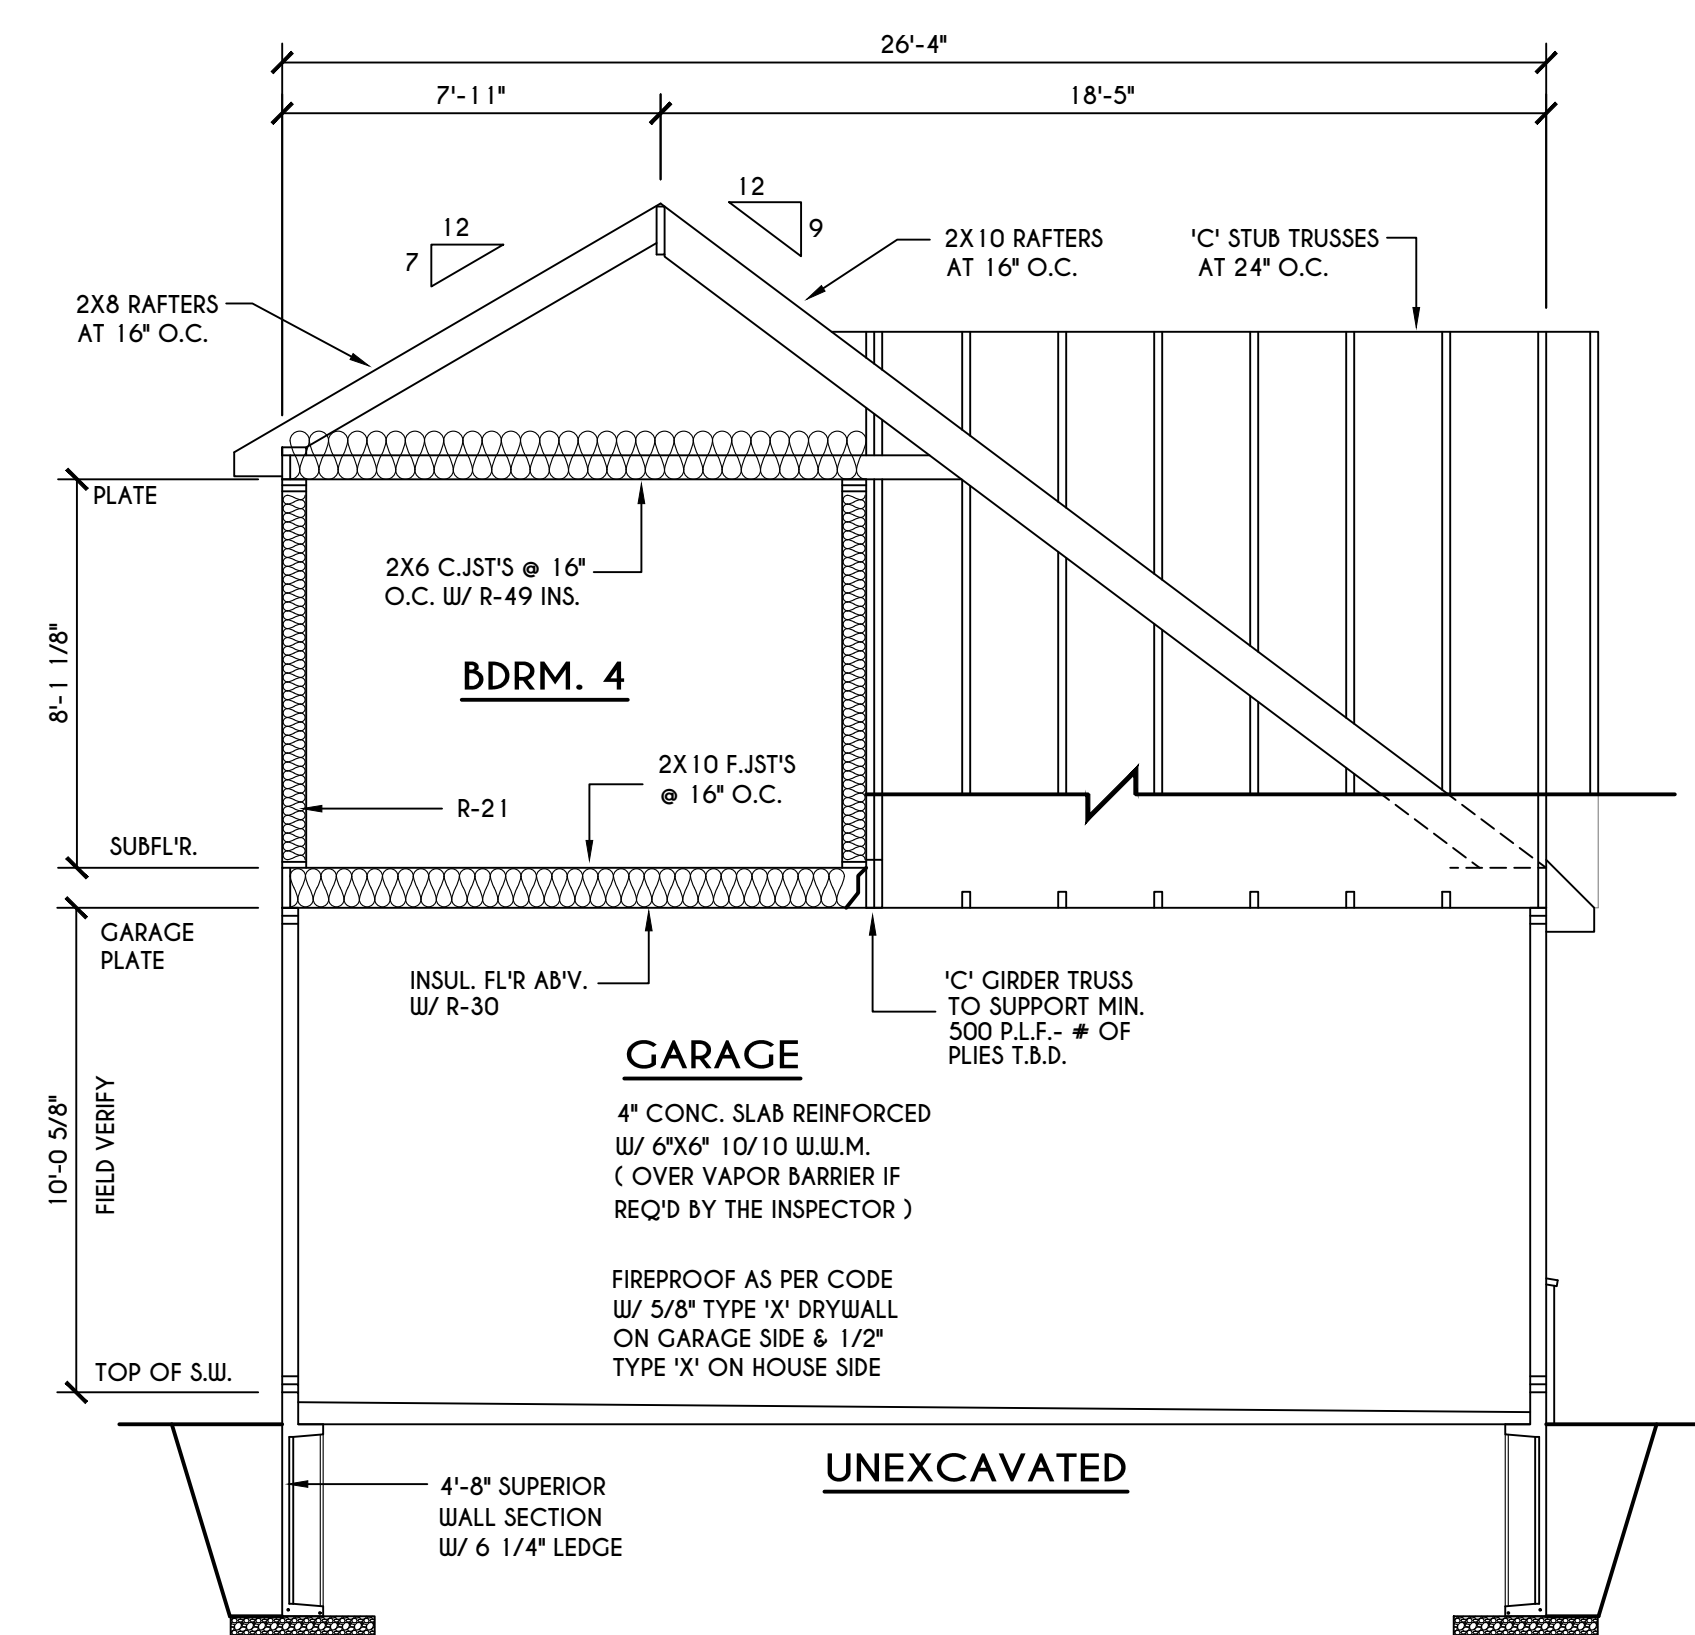 26'-4"
7'-11"
18'-5"
12
7
12
9
2X8 RAFTERS
AT 16" O.C.
2X10 RAFTERS
AT 16" O.C.
'C' STUB TRUSSES
AT 24" O.C.
PLATE
8'-1 1/8"
2X6 C.JST'S @ 16"
O.C. W/ R-49 INS.
BDRM. 4
2X10 F.JST'S
@ 16" O.C.
R-21
SUBFL'R.
GARAGE
PLATE
INSUL. FL'R AB'V.
W/ R-30
'C' GIRDER TRUSS
TO SUPPORT MIN.
500 P.L.F.- # OF
PLIES T.B.D.
10'-0 5/8"
FIELD VERIFY
GARAGE
4" CONC. SLAB REINFORCED
W/ 6"X6" 10/10 W.W.M.
( OVER VAPOR BARRIER IF
REQ'D BY THE INSPECTOR )
FIREPROOF AS PER CODE
W/ 5/8" TYPE 'X' DRYWALL
ON GARAGE SIDE & 1/2"
TYPE 'X' ON HOUSE SIDE
TOP OF S.W.
UNEXCAVATED
4'-8" SUPERIOR
WALL SECTION
W/ 6 1/4" LEDGE